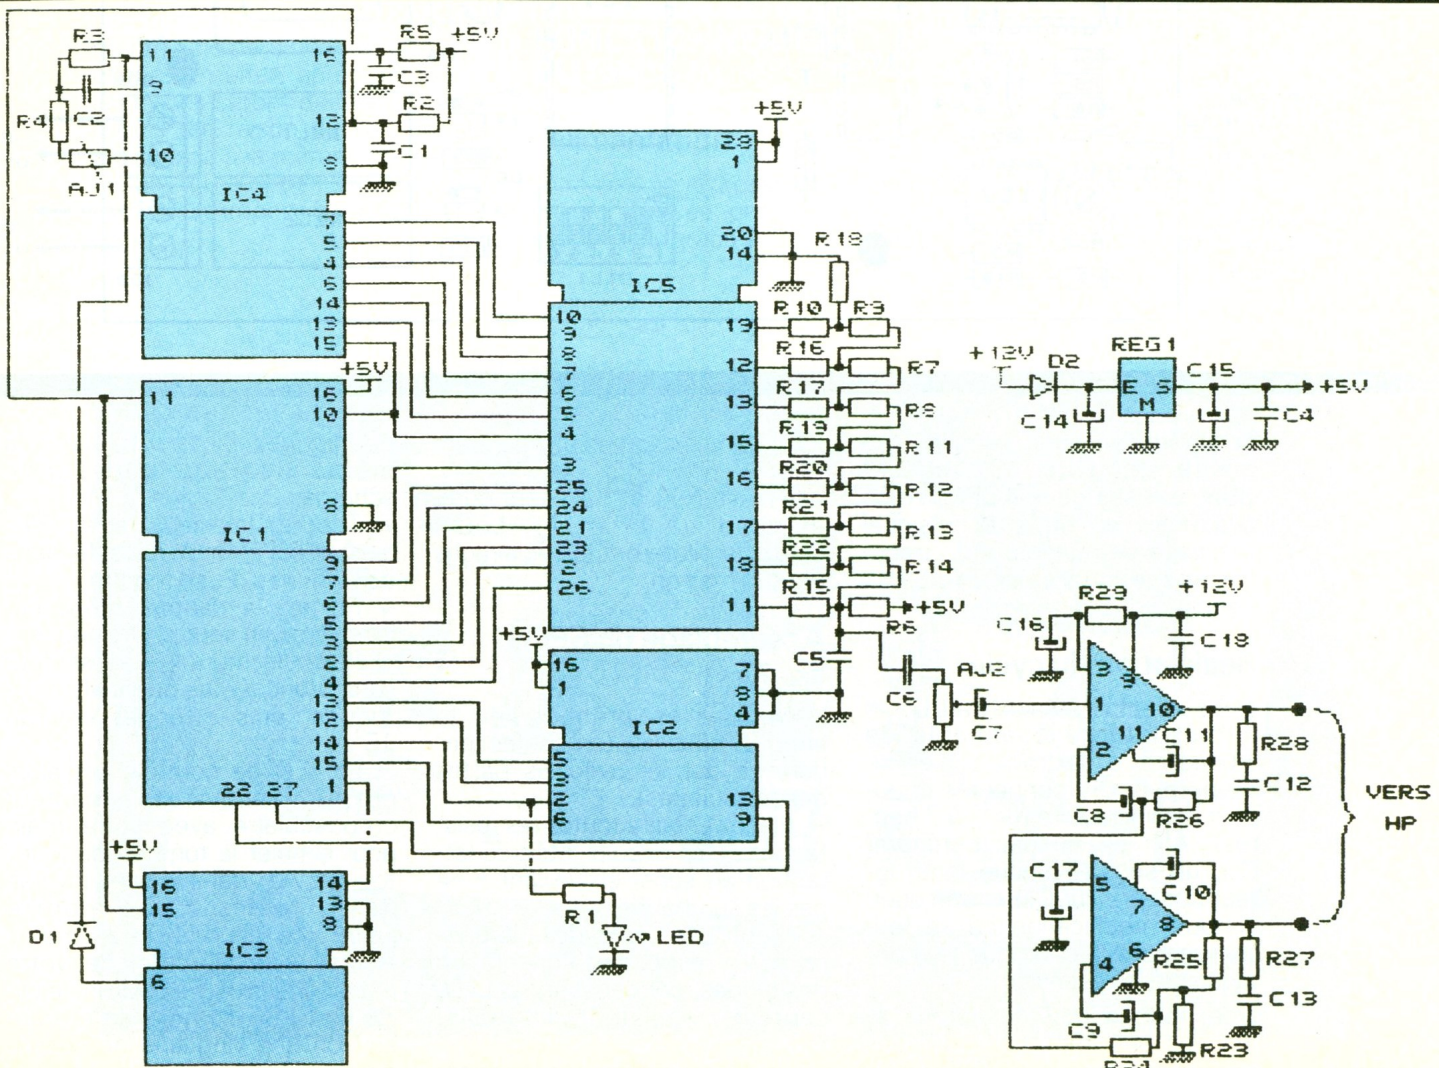 R3
11
16
R5
+5V
9
C2
C3
R4
12
R2
10
8
C1
AJ1
IC4
7
5
4
6
14
13
15
+5V
28
1
20
14
R18
IC5
10
9
8
7
6
5
4
3
25
24
21
23
2
26
19
R10
R9
12
R16
R7
13
R17
R8
15
R19
R11
16
R20
R12
17
R21
R13
18
R22
R14
11
R15
+5V
R6
+12V
D2
REG1
E
S
M
C14
C15
C4
+5V
11
+5V
16
10
8
IC1
9
7
6
5
3
2
4
13
12
14
15
1
22
27
+5V
16
1
7
8
4
IC2
5
3
2
6
13
9
C5
C6
AJ2
C7
R29
+12V
C16
C18
3
9
1
10
2
11
C11
R28
C12
C8
R26
VERS
HP
C17
5
7
C10
8
4
6
R25
R27
C9
C13
R23
R24
+5V
16
15
14
13
8
IC3
D1
6
R1
LED